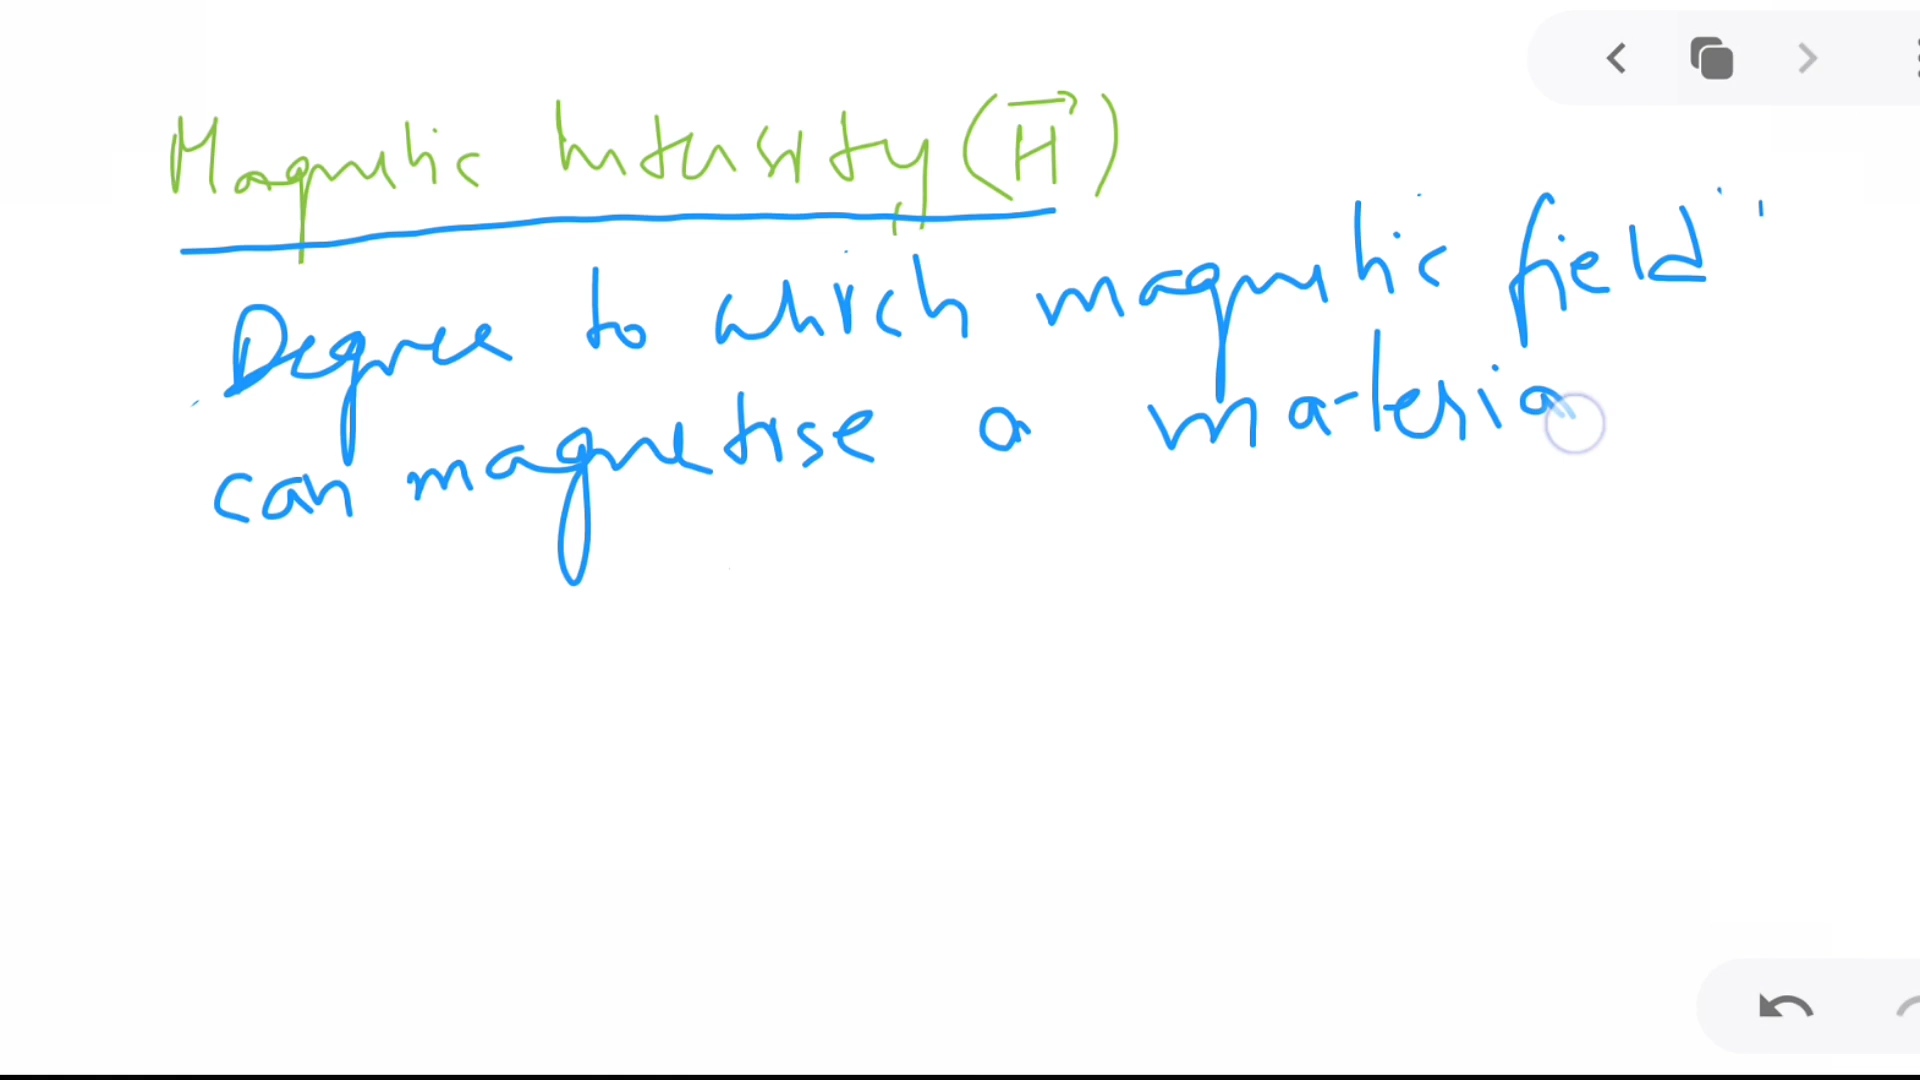 Magnetic Intensity (H→)
Degree to which magnetic field
can magnetise a materia